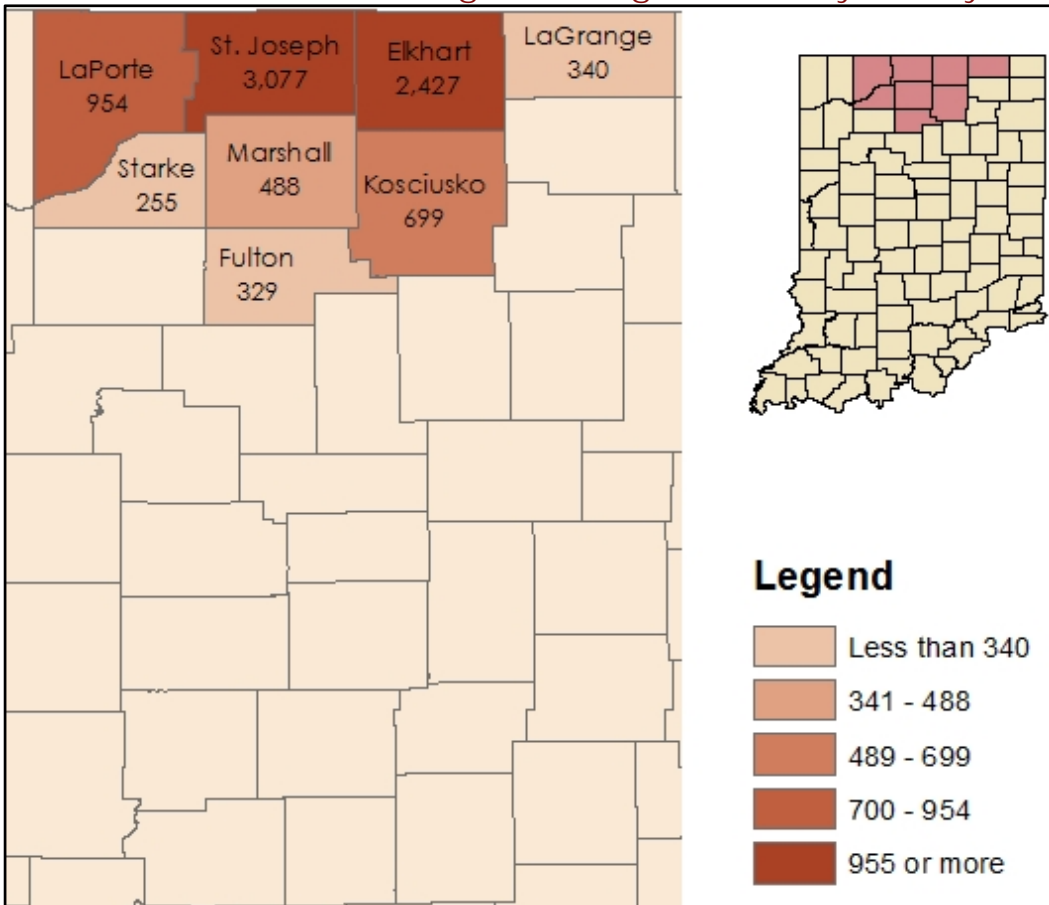 LaPorte
954
St. Joseph
3,077
Elkhart
2,427
LaGrange
340
Starke
255
Marshall
488
Kosciusko
699
Fulton
329
Legend
Less than 340
341 - 488
489 - 699
700 - 954
955 or more